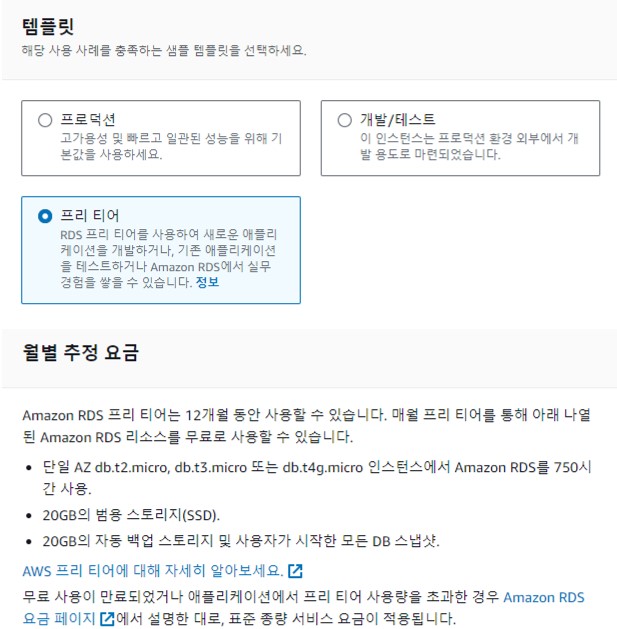 템플릿
해당 사용 사례를 충족하는 샘플 템플릿을 선택하세요.
프로덕션
고가용성 및 빠르고 일관된 성능을 위해 기
본값을 사용하세요.
개발/테스트
이 인스턴스는 프로덕션 환경 외부에서 개
발 용도로 마련되었습니다.
프리 티어
RDS 프리 티어를 사용하여 새로운 애플리
케이션을 개발하거나, 기존 애플리케이션
을 테스트하거나 Amazon RDS에서 실무
경험을 쌓을 수 있습니다. 정보
월별 추정 요금
Amazon RDS 프리 티어는 12개월 동안 사용할 수 있습니다. 매월 프리 티어를 통해 아래 나열
된 Amazon RDS 리소스를 무료로 사용할 수 있습니다.
• 단일 AZ db.t2.micro, db.t3.micro 또는 db.t4g.micro 인스턴스에서 Amazon RDS를 750시
간 사용.
• 20GB의 범용 스토리지(SSD).
• 20GB의 자동 백업 스토리지 및 사용자가 시작한 모든 DB 스냅샷.
AWS 프리 티어에 대해 자세히 알아보세요.
무료 사용이 만료되었거나 애플리케이션에서 프리 티어 사용량을 초과한 경우 Amazon RDS
요금 페이지에서 설명한 대로, 표준 종량 서비스 요금이 적용됩니다.